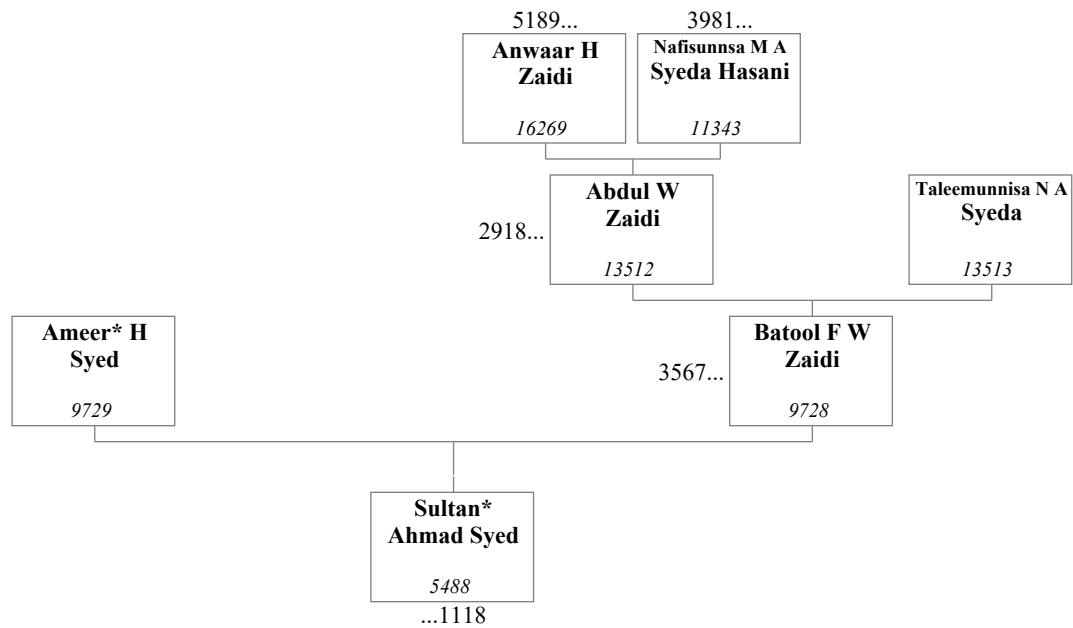 5189...
3981...
Anwaar H
Zaidi
16269
Nafisunnsa M A
Syeda Hasani
11343
2918...
Abdul W
Zaidi
13512
Taleemunnisa N A
Syeda
13513
Ameer* H
Syed
9729
3567...
Batool F W
Zaidi
9728
Sultan*
Ahmad Syed
5488
...1118